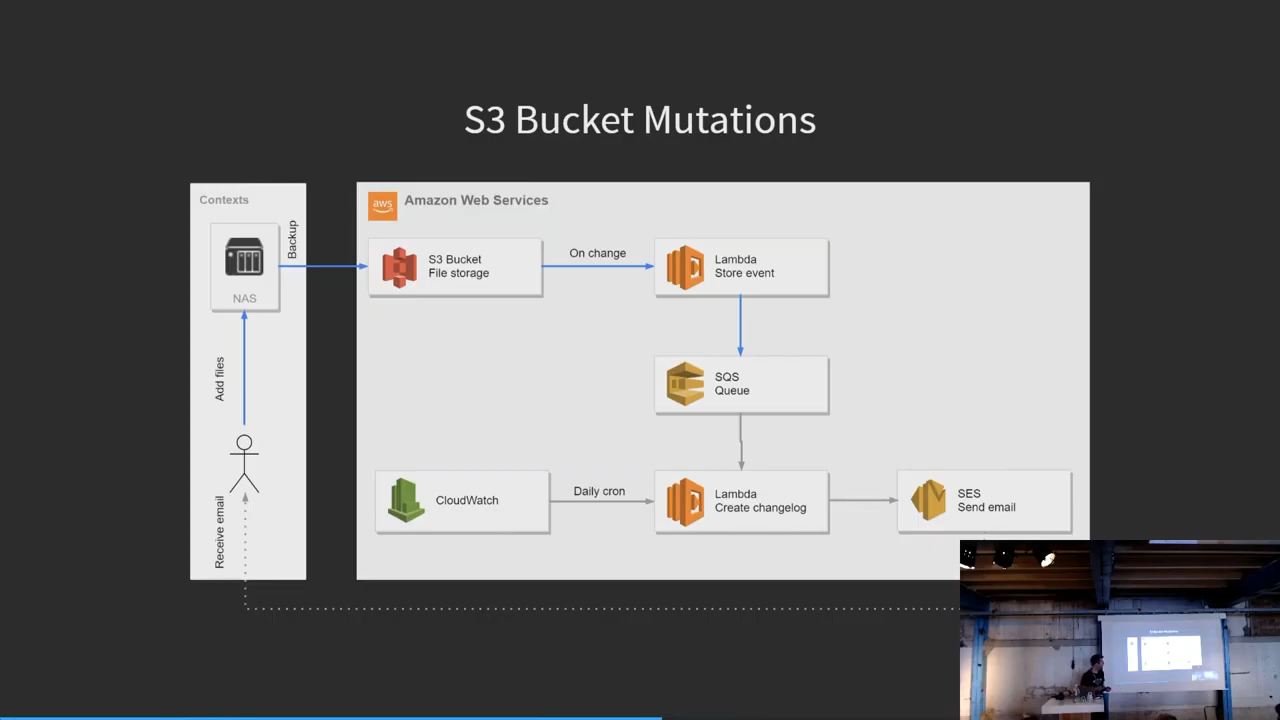 S3 Bucket Mutations
Contexts
NAS
Backup
Add files
Receive email
aws
Amazon Web Services
S3 Bucket
File storage
On change
Lambda
Store event
SQS
Queue
CloudWatch
Daily cron
Lambda
Create changelog
SES
Send email